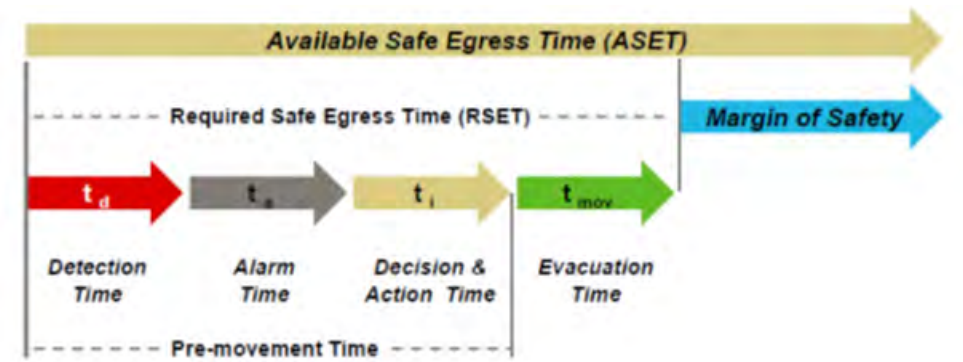 Available Safe Egress Time (ASET)
Required Safe Egress Time (RSET)
Margin of Safety
t d
t a
t i
t mov
Detection
Time
Alarm
Time
Decision &
Action Time
Evacuation
Time
Pre-movement Time